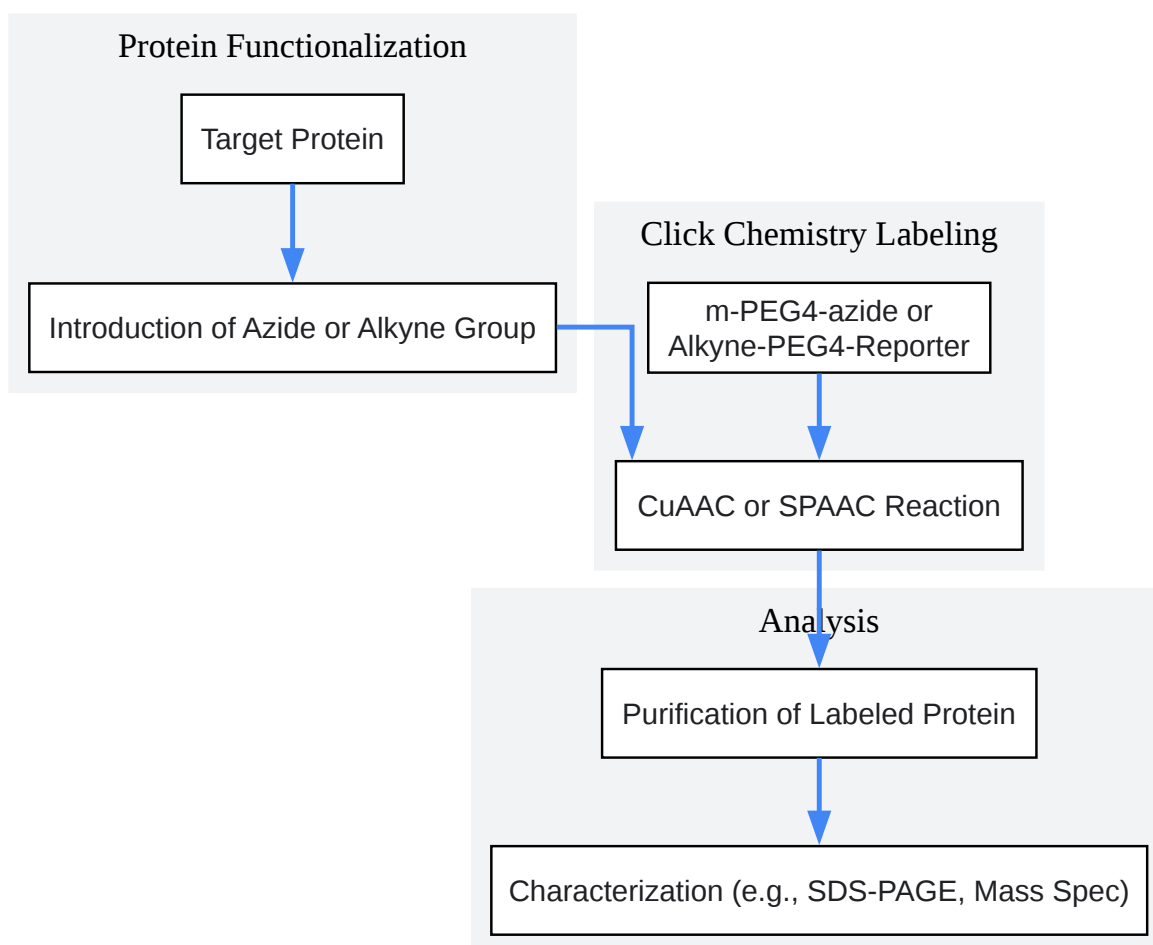 Protein Functionalization
Target Protein
Introduction of Azide or Alkyne Group
Click Chemistry Labeling
m-PEG4-azide or
Alkyne-PEG4-Reporter
CuAAC or SPAAC Reaction
Analysis
Purification of Labeled Protein
Characterization (e.g., SDS-PAGE, Mass Spec)